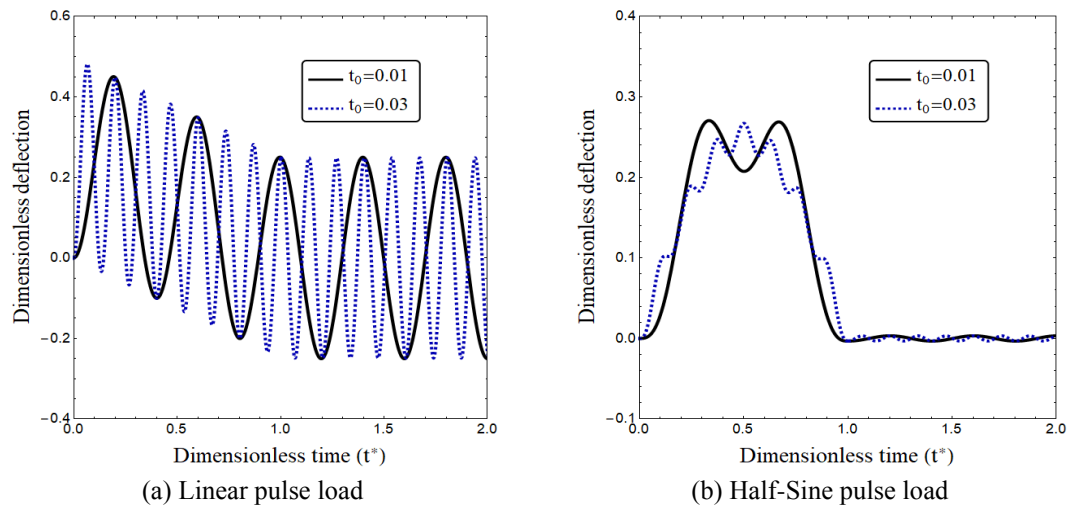 0.6
0.4
0.2
0.0
−0.2
−0.4
Dimensionless deflection
t₀=0.01
t₀=0.03
0.0 0.5 1.0 1.5 2.0
Dimensionless time (t*)
(a) Linear pulse load
0.4
0.3
0.2
0.1
0.0
−0.1
Dimensionless deflection
t₀=0.01
t₀=0.03
0.0 0.5 1.0 1.5 2.0
Dimensionless time (t*)
(b) Half-Sine pulse load